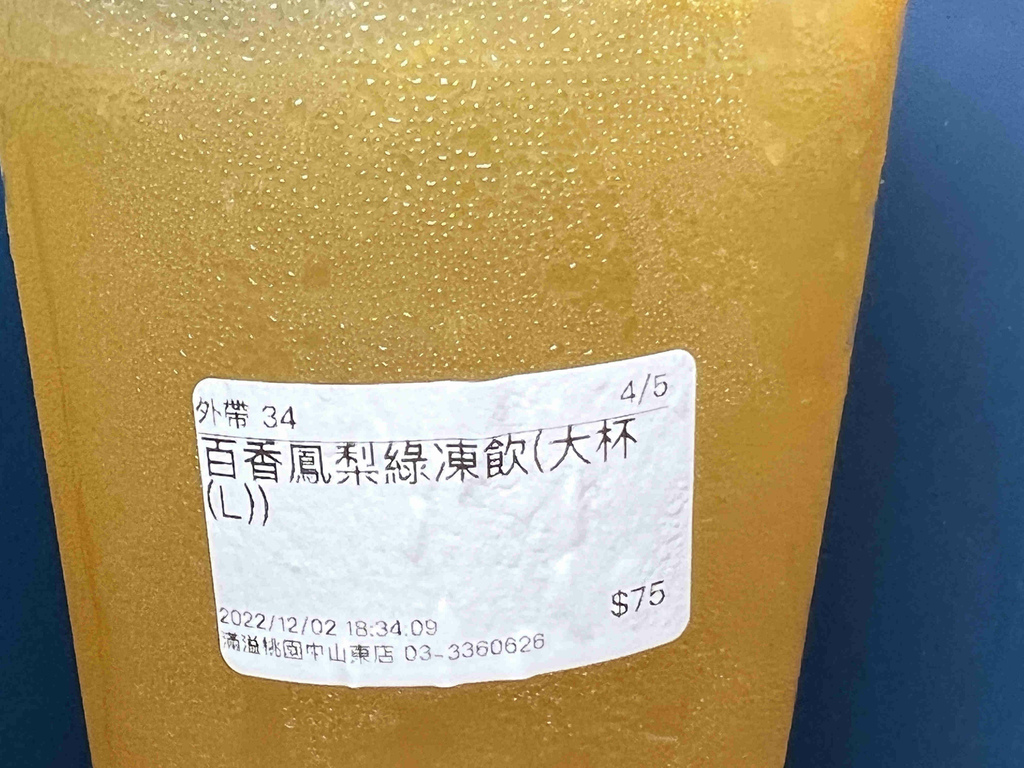 外帶 34 4/5
百香鳳梨綠凍飲(大杯
(L))
$75
2022/12/02 18:34:09
滿溢桃園中山東店 03-3360626